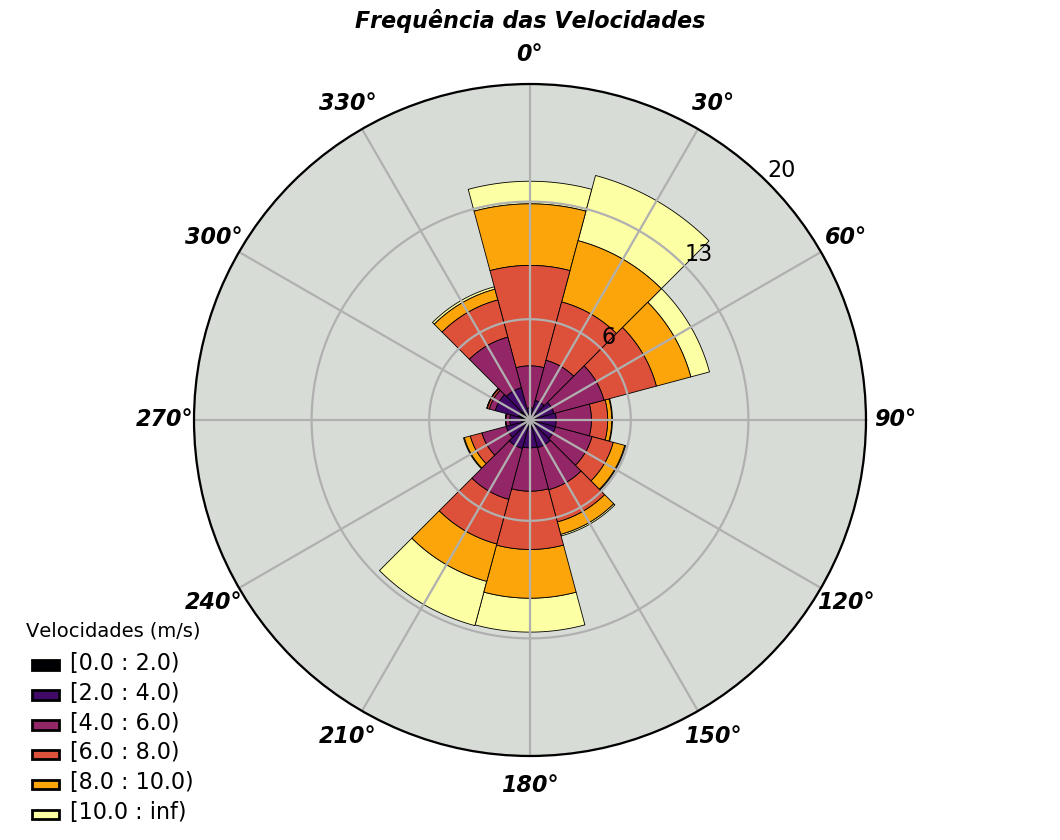 Frequência das Velocidades
0°
330°
30°
20
300°
60°
13
6
270°
90°
240°
120°
210°
150°
180°
Velocidades (m/s)
[0.0 : 2.0)
[2.0 : 4.0)
[4.0 : 6.0)
[6.0 : 8.0)
[8.0 : 10.0)
[10.0 : inf)